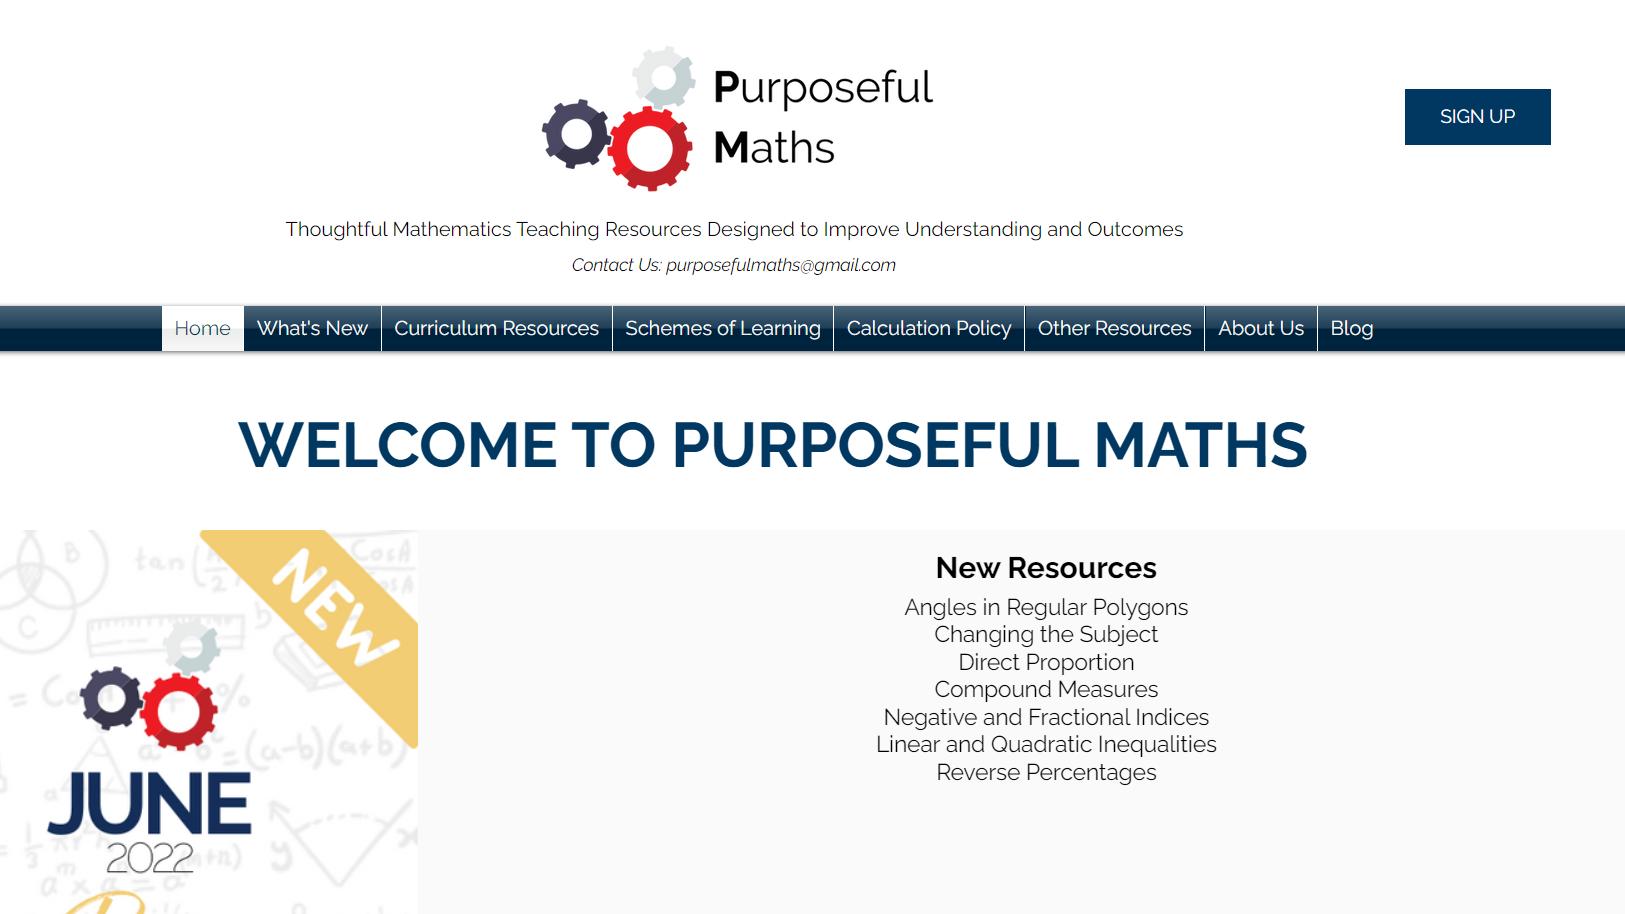 Purposeful
Maths
SIGN UP
Thoughtful Mathematics Teaching Resources Designed to Improve Understanding and Outcomes
Contact Us: purposefulmaths@gmail.com
Home What's New Curriculum Resources Schemes of Learning Calculation Policy Other Resources About Us Blog
WELCOME TO PURPOSEFUL MATHS
NEW
JUNE
2022
New Resources
Angles in Regular Polygons
Changing the Subject
Direct Proportion
Compound Measures
Negative and Fractional Indices
Linear and Quadratic Inequalities
Reverse Percentages